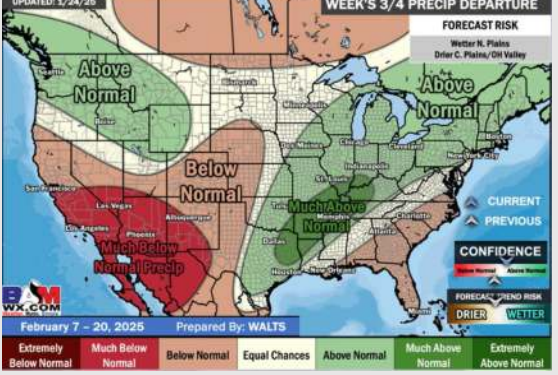 UPDATED: 1/24/25
WEEK'S 3/4 PRECIP DEPARTURE
FORECAST RISK
Wetter N. Plains
Drier C. Plains/OH Valley
Seattle
Above
Normal
Boise
Bismarck
Minneapolis
Above
Normal
Boston
New York City
Chicago
Cleveland
Des Moines
Indianapolis
St. Louis
Below
Normal
San Francisco
Las Vegas
Los Angeles
Phoenix
Albuquerque
Much Below
Normal Precip
Much Above
Normal
Memphis
Charlotte
Atlanta
Dallas
Houston
New Orleans
Miami
CURRENT
PREVIOUS
CONFIDENCE
Below Normal Above Normal
FORECAST TREND RISK
DRIER WETTER
BAM
WX.COM
February 7 – 20, 2025 Prepared By: WALTS
Extremely
Below Normal
Much Below
Normal
Below Normal
Equal Chances
Above Normal
Much Above
Normal
Extremely
Above Normal